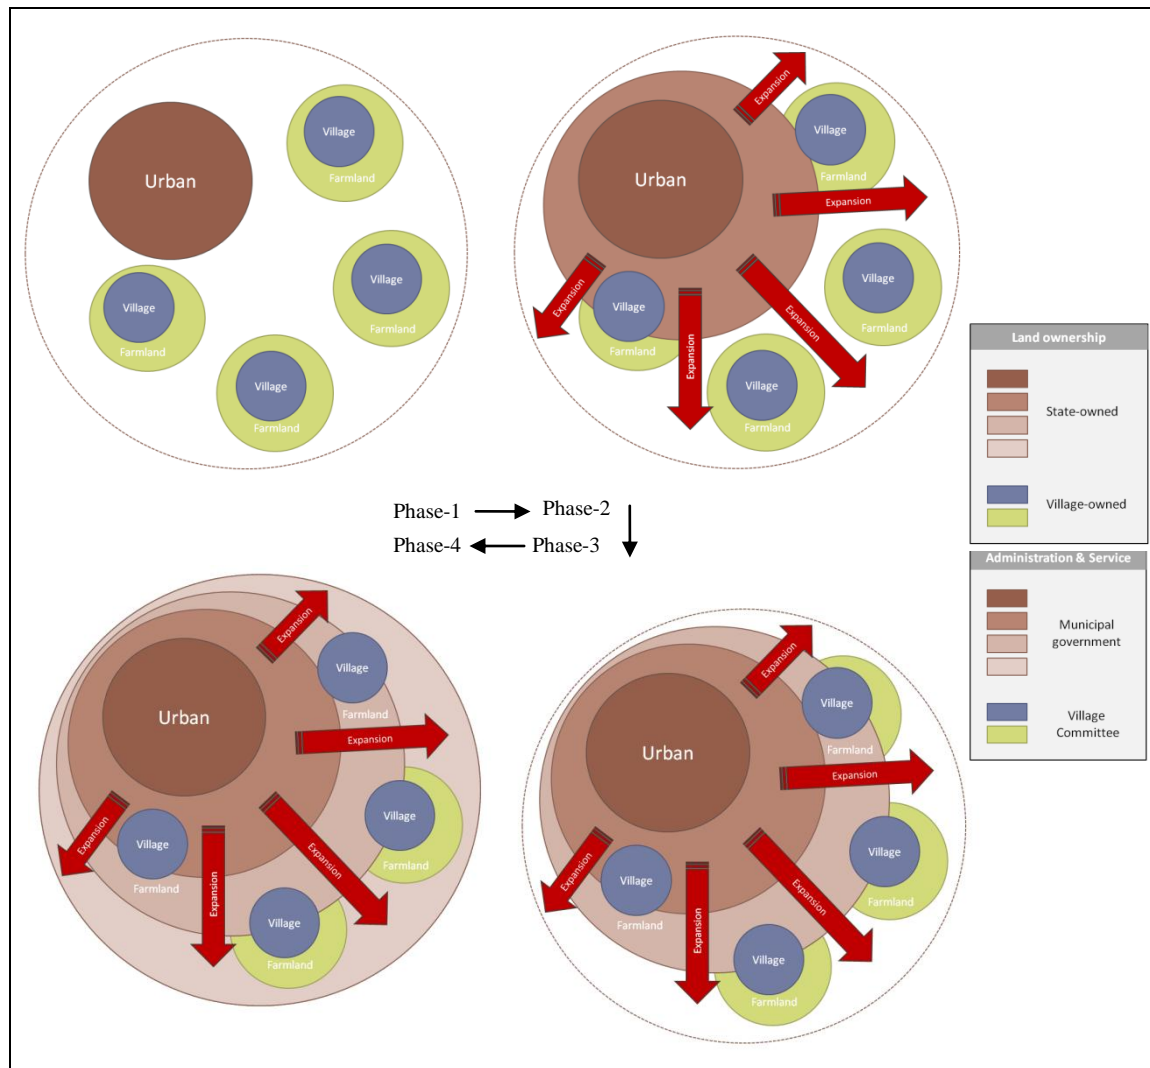 Urban
Village
Farmland
Village
Farmland
Village
Farmland
Village
Farmland
Urban
Expansion
Village
Farmland
Expansion
Village
Farmland
Expansion
Village
Farmland
Expansion
Expansion
Village
Farmland
Land ownership
State-owned
Village-owned
Phase-1
Phase-2
Phase-4
Phase-3
Administration & Service
Municipal
government
Village
Committee
Urban
Expansion
Village
Farmland
Expansion
Village
Farmland
Expansion
Village
Farmland
Expansion
Expansion
Village
Farmland
Urban
Expansion
Village
Farmland
Expansion
Village
Farmland
Expansion
Village
Farmland
Expansion
Expansion
Village
Farmland